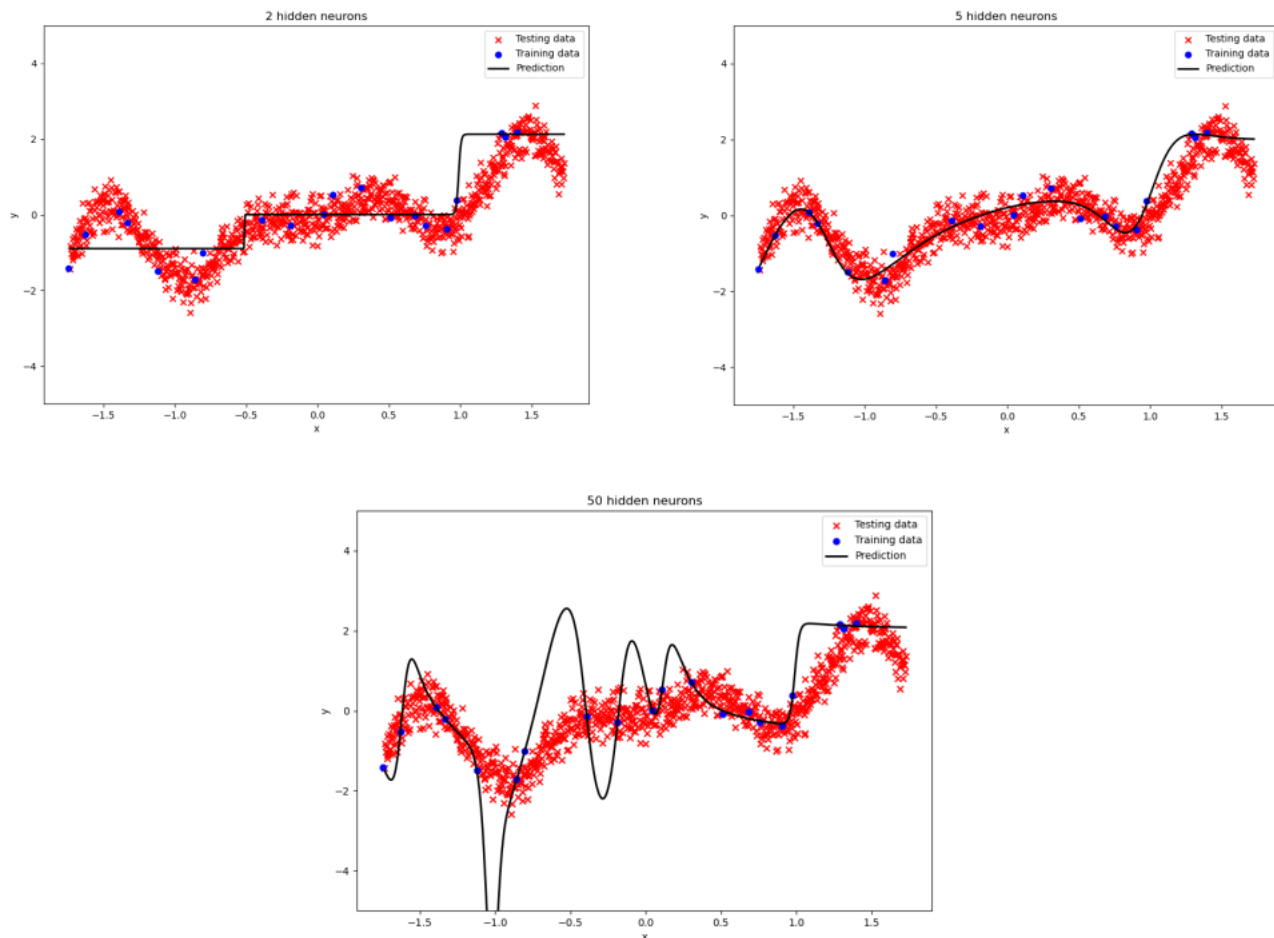 2 hidden neurons
Testing data
Training data
Prediction
4
2
0
−2
−4
y
−1.5 −1.0 −0.5 0.0 0.5 1.0 1.5
x
5 hidden neurons
Testing data
Training data
Prediction
4
2
0
−2
−4
y
−1.5 −1.0 −0.5 0.0 0.5 1.0 1.5
x
50 hidden neurons
Testing data
Training data
Prediction
4
2
0
−2
−4
y
−1.5 −1.0 −0.5 0.0 0.5 1.0 1.5
x